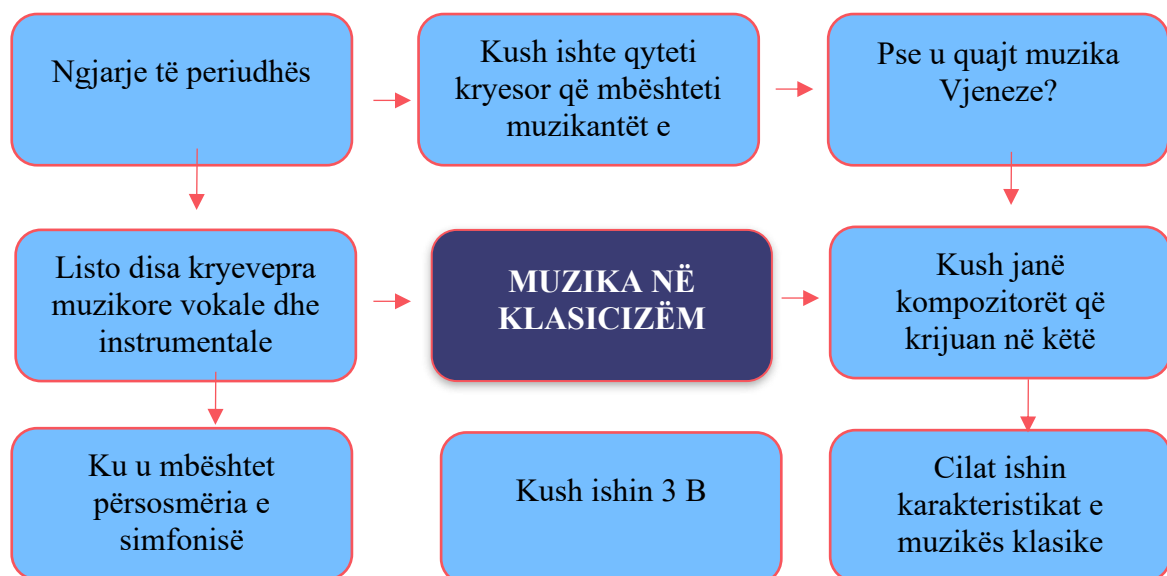 Ngjarje të periudhës
Kush ishte qyteti
kryesor që mbështeti
muzikantët e
Pse u quajt muzika
Vjeneze?
Listo disa kryevepra
muzikore vokale dhe
instrumentale
MUZIKA NË
KLASICIZËM
Kush janë
kompozitorët që
krijuan në këtë
Ku u mbështet
përsosmëria e
simfonisë
Kush ishin 3 B
Cilat ishin
karakteristikat e
muzikës klasike